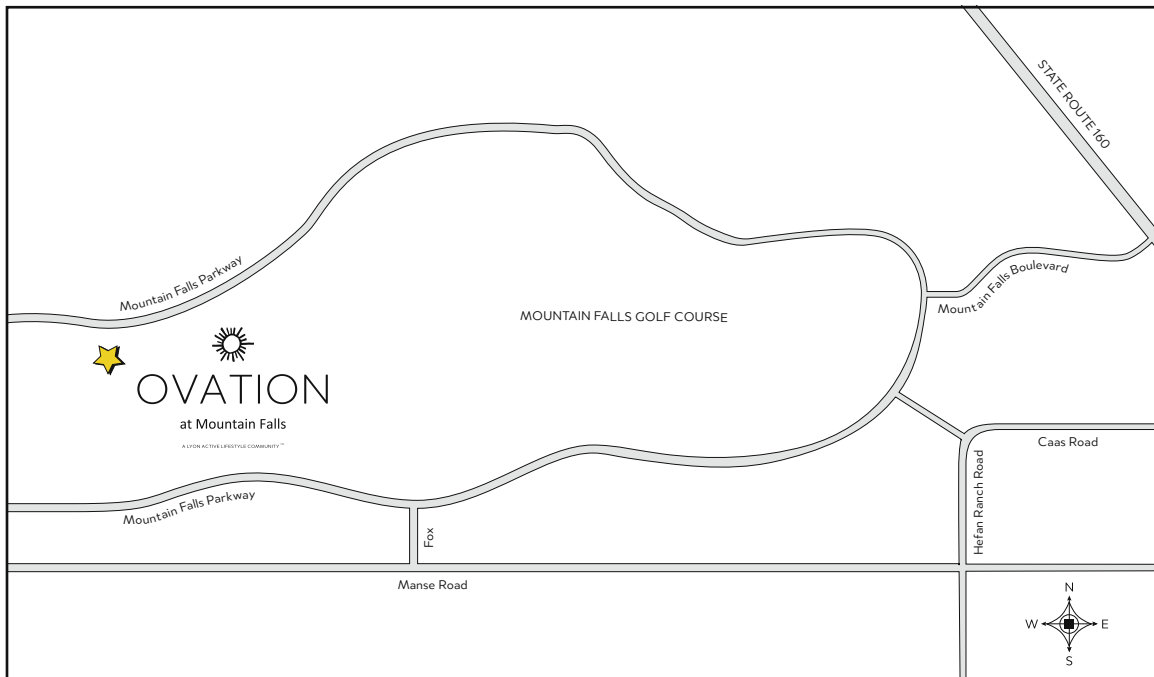 STATE ROUTE 160
Mountain Falls Parkway
Mountain Falls Boulevard
MOUNTAIN FALLS GOLF COURSE
OVATION
at Mountain Falls
A LYON ACTIVE LIFESTYLE COMMUNITY™
Caas Road
Hefan Ranch Road
Mountain Falls Parkway
Fox
Manse Road
N
W E
S